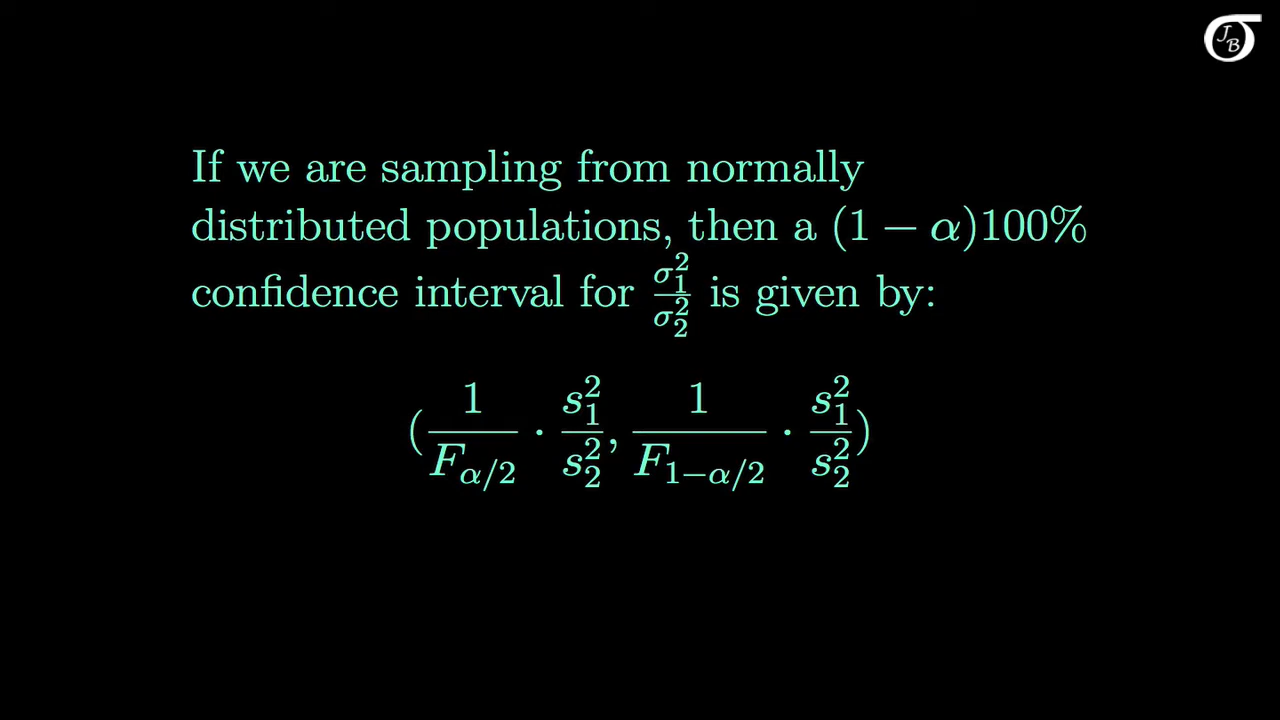 JB
If we are sampling from normally
distributed populations, then a (1 − α)100%
confidence interval for σ₁²/σ₂² is given by:
(1/F_{α/2} · s₁²/s₂², 1/F_{1−α/2} · s₁²/s₂²)